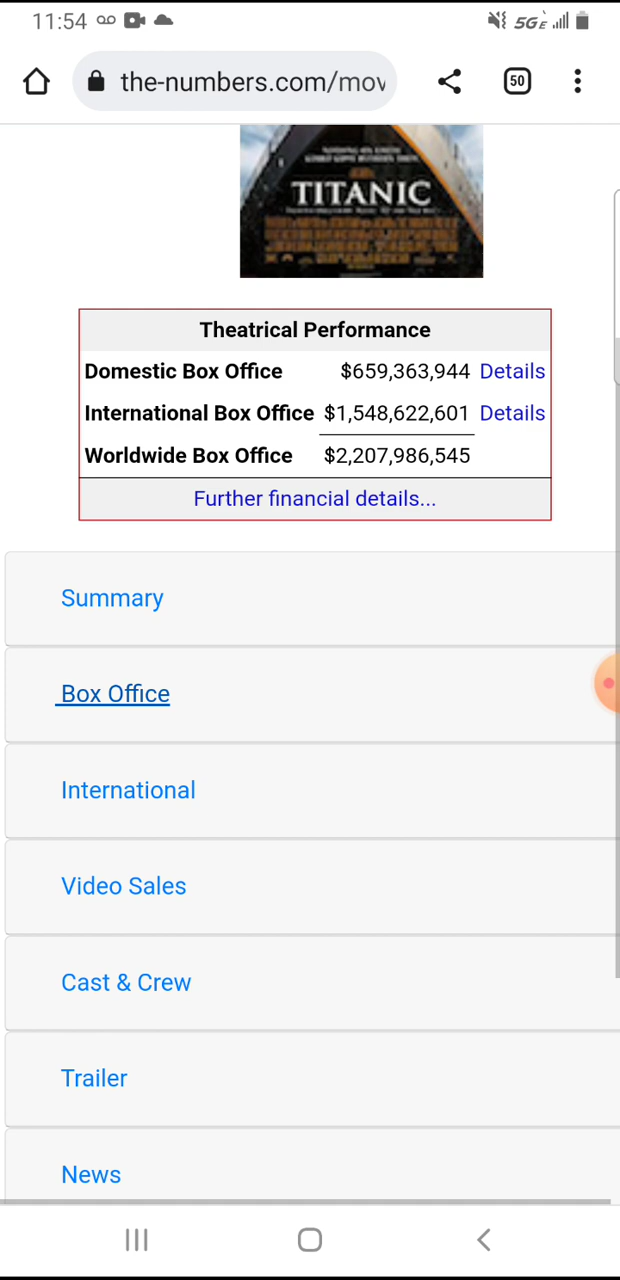 11:54
5GE
the-numbers.com/mov
50
TITANIC
Theatrical Performance
Domestic Box Office $659,363,944 Details
International Box Office $1,548,622,601 Details
Worldwide Box Office $2,207,986,545
Further financial details...
Summary
Box Office
International
Video Sales
Cast & Crew
Trailer
News